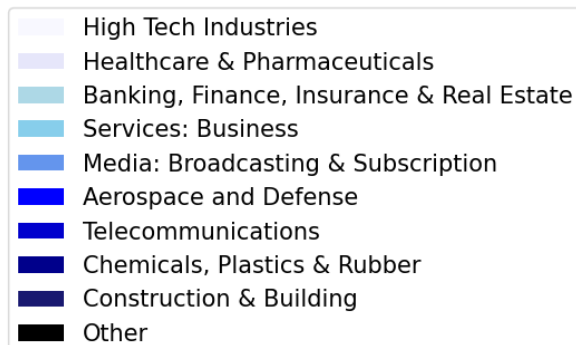 High Tech Industries
Healthcare & Pharmaceuticals
Banking, Finance, Insurance & Real Estate
Services: Business
Media: Broadcasting & Subscription
Aerospace and Defense
Telecommunications
Chemicals, Plastics & Rubber
Construction & Building
Other